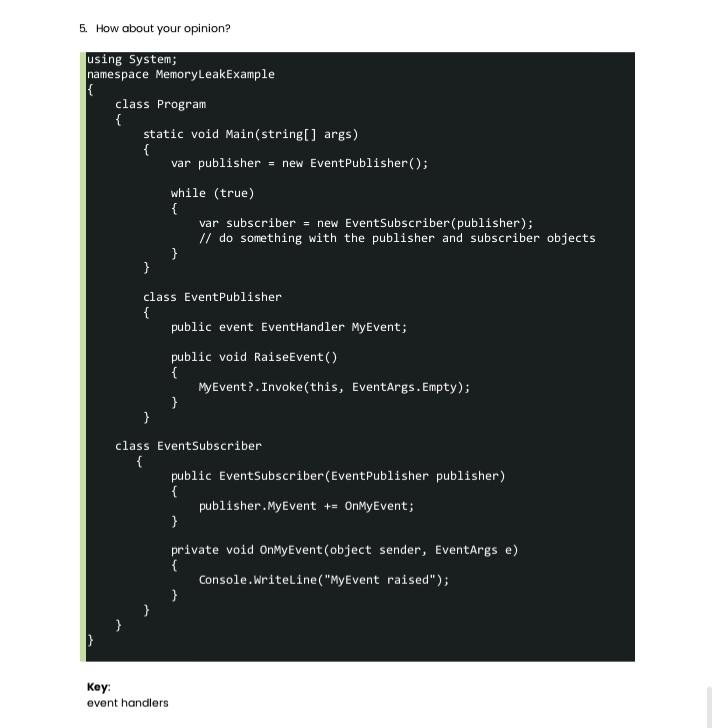 5. How about your opinion?
using System;
namespace MemoryLeakExample
{
    class Program
    {
        static void Main(string[] args)
        {
            var publisher = new EventPublisher();

            while (true)
            {
                var subscriber = new EventSubscriber(publisher);
                // do something with the publisher and subscriber objects
            }
        }

        class EventPublisher
        {
            public event EventHandler MyEvent;

            public void RaiseEvent()
            {
                MyEvent?.Invoke(this, EventArgs.Empty);
            }
        }

    class EventSubscriber
       {
            public EventSubscriber(EventPublisher publisher)
            {
                publisher.MyEvent += OnMyEvent;
            }

            private void OnMyEvent(object sender, EventArgs e)
            {
                Console.WriteLine("MyEvent raised");
            }
        }
    }
}
Key:
event handlers